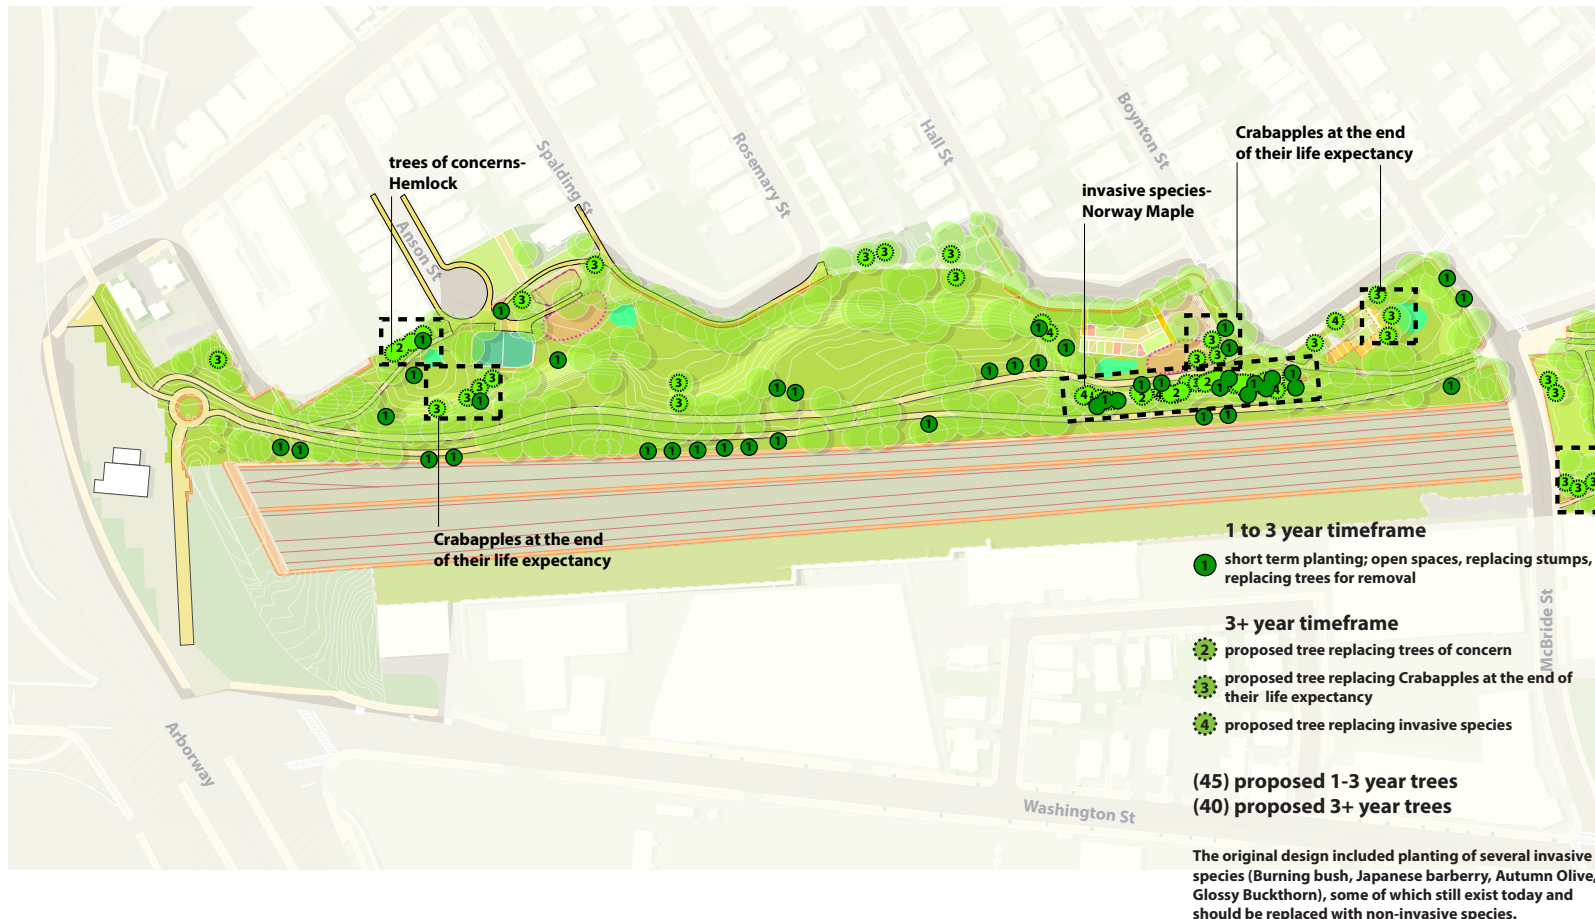 Spalding St
Rosemary St
Hall St
Boynton St
Crabapples at the end
of their life expectancy
trees of concerns-
Hemlock
invasive species-
Norway Maple
Anson St
Crabapples at the end
of their life expectancy
1 to 3 year timeframe
1 short term planting; open spaces, replacing stumps,
replacing trees for removal
3+ year timeframe
2 proposed tree replacing trees of concern
3 proposed tree replacing Crabapples at the end of
their life expectancy
4 proposed tree replacing invasive species
McBride St
Arborway
Washington St
(45) proposed 1-3 year trees
(40) proposed 3+ year trees
The original design included planting of several invasive
species (Burning bush, Japanese barberry, Autumn Olive,
Glossy Buckthorn), some of which still exist today and
should be replaced with non-invasive species.